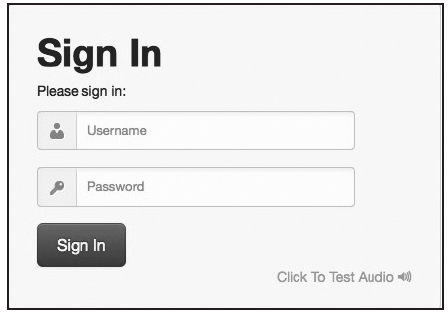 Sign In
Please sign in:
Username
Password
Sign In
Click To Test Audio